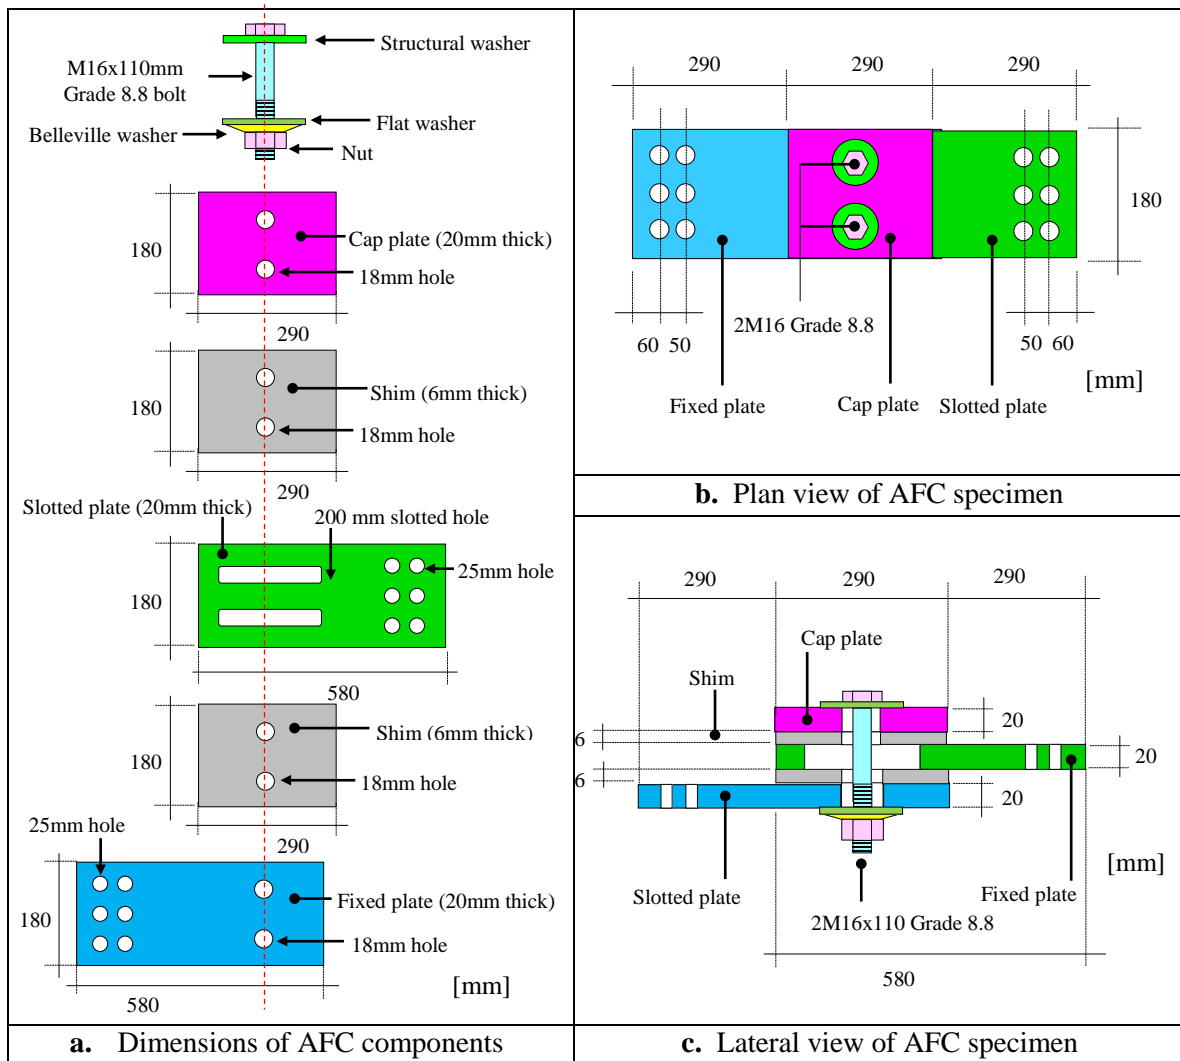 Structural washer
M16x110mm
Grade 8.8 bolt
Flat washer
Belleville washer
Nut
180
Cap plate (20mm thick)
18mm hole
290
180
Shim (6mm thick)
18mm hole
290
Slotted plate (20mm thick)
200 mm slotted hole
25mm hole
180
580
Shim (6mm thick)
180
18mm hole
25mm hole
290
Fixed plate (20mm thick)
180
18mm hole
[mm]
580
a. Dimensions of AFC components
290 290 290
180
2M16 Grade 8.8
60 50
50 60
[mm]
Fixed plate
Cap plate
Slotted plate
b. Plan view of AFC specimen
290 290 290
Cap plate
Shim
20
6
20
6
20
[mm]
Slotted plate
Fixed plate
2M16x110 Grade 8.8
580
c. Lateral view of AFC specimen